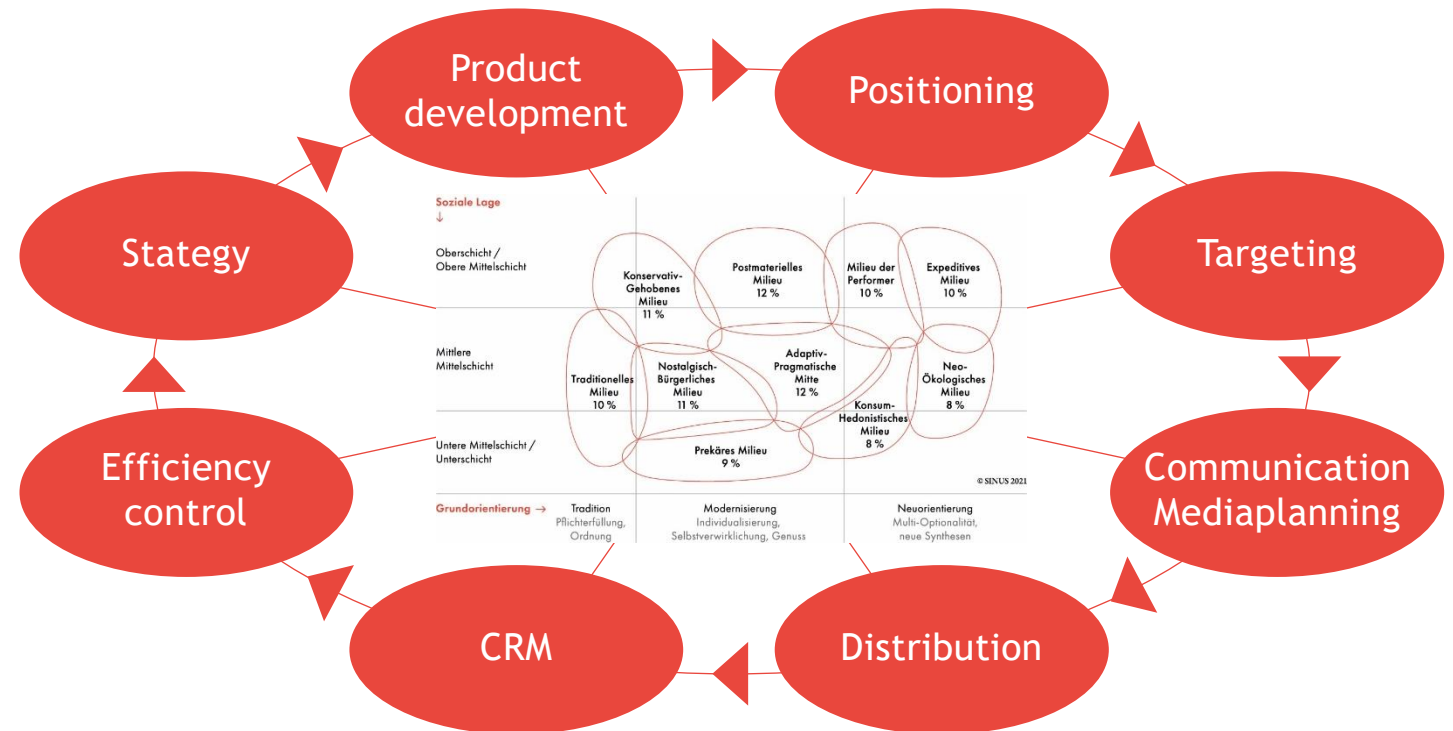 Product
development
Positioning
Stategy
Targeting
Soziale Lage
↓
Oberschicht /
Obere Mittelschicht
Konservativ-
Gehobenes
Milieu
11 %
Postmaterielles
Milieu
12 %
Milieu der
Performer
10 %
Expeditives
Milieu
10 %
Mittlere
Mittelschicht
Traditionelles
Milieu
10 %
Nostalgisch-
Bürgerliches
Milieu
11 %
Adaptiv-
Pragmatische
Mitte
12 %
Konsum-
Hedonistisches
Milieu
8 %
Neo-
Ökologisches
Milieu
8 %
Untere Mittelschicht /
Unterschicht
Prekäres Milieu
9 %
© SINUS 2021
Grundorientierung →
Tradition
Pflichterfüllung,
Ordnung
Modernisierung
Individualisierung,
Selbstverwirklichung, Genuss
Neuorientierung
Multi-Optionalität,
neue Synthesen
Efficiency
control
Communication
Mediaplanning
CRM
Distribution